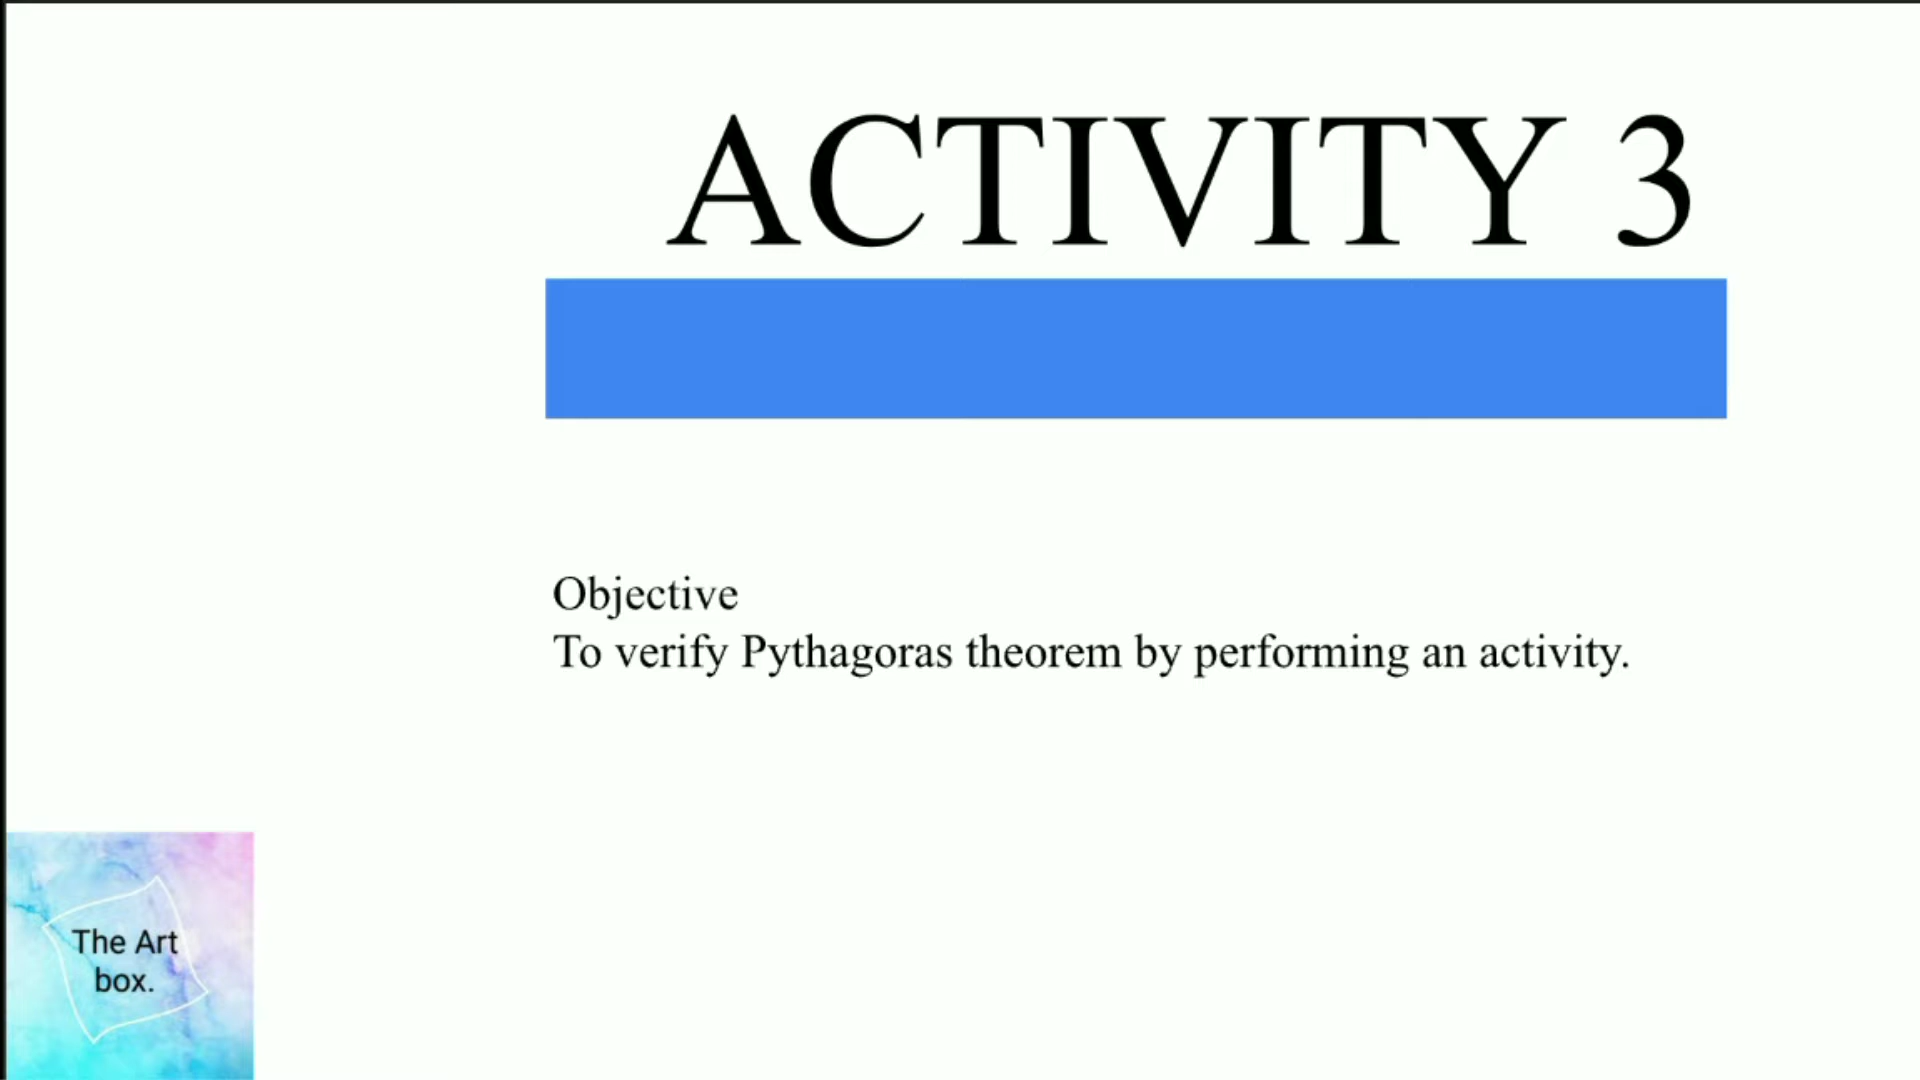 ACTIVITY 3
Objective
To verify Pythagoras theorem by performing an activity.
The Art
box.